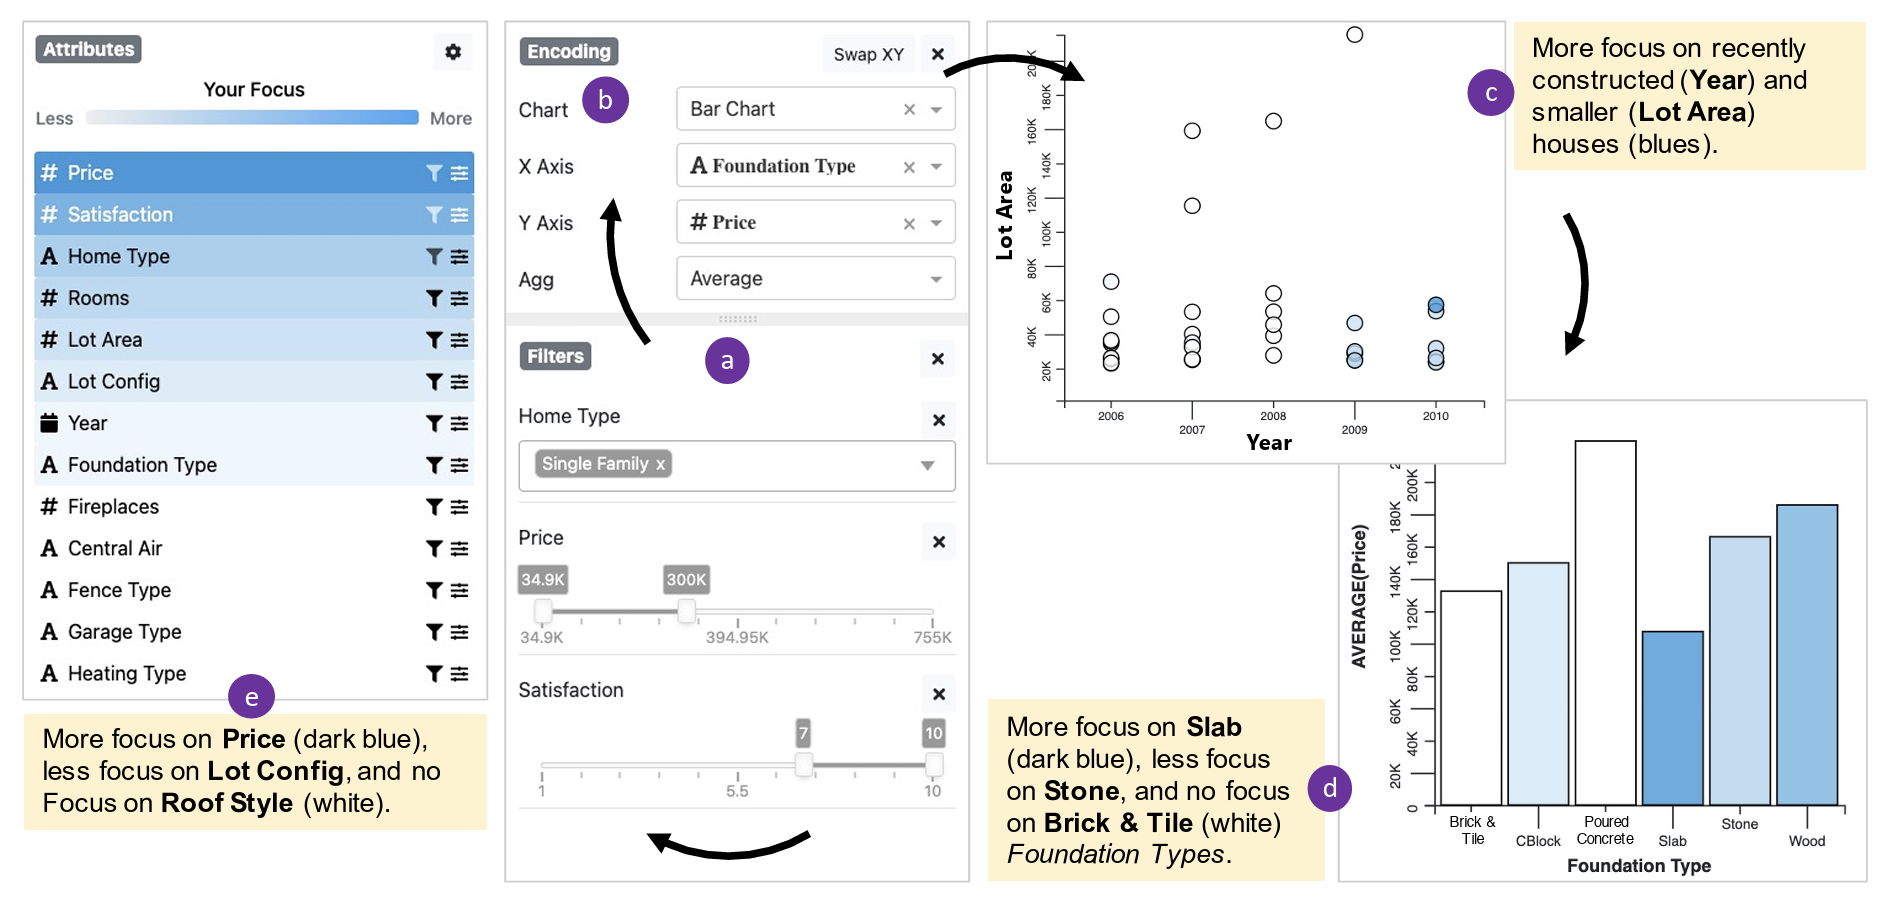 Attributes
Your Focus
Less
More
# Price
# Satisfaction
A Home Type
# Rooms
# Lot Area
A Lot Config
Year
A Foundation Type
# Fireplaces
A Central Air
A Fence Type
A Garage Type
A Heating Type
e
More focus on Price (dark blue),
less focus on Lot Config, and no
Focus on Roof Style (white).
Encoding
Swap XY
b
Chart
Bar Chart
X Axis
A Foundation Type
Y Axis
# Price
Agg
Average
a
Filters
Home Type
Single Family x
Price
34.9K
300K
34.9K
394.95K
755K
Satisfaction
7
10
1
5.5
10
Lot Area
20K
180K
160K
140K
120K
100K
80K
60K
40K
20K
2006
2007
2008
2009
2010
Year
c
More focus on recently
constructed (Year) and
smaller (Lot Area)
houses (blues).
More focus on Slab
(dark blue), less focus
on Stone, and no focus
on Brick & Tile (white)
Foundation Types.
d
AVERAGE(Price)
200K
180K
160K
140K
120K
100K
80K
60K
40K
20K
0
Brick &
Tile
CBlock
Poured
Concrete
Slab
Stone
Wood
Foundation Type